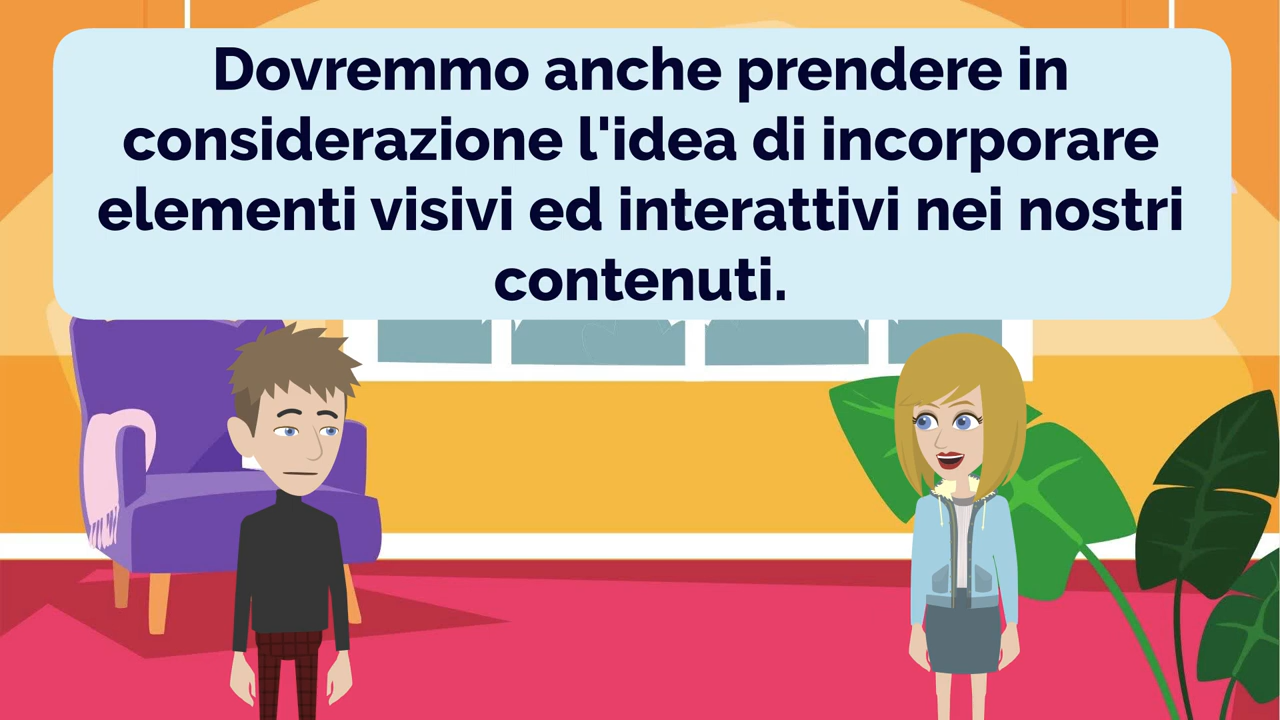 Dovremmo anche prendere in
considerazione l'idea di incorporare
elementi visivi ed interattivi nei nostri
contenuti.